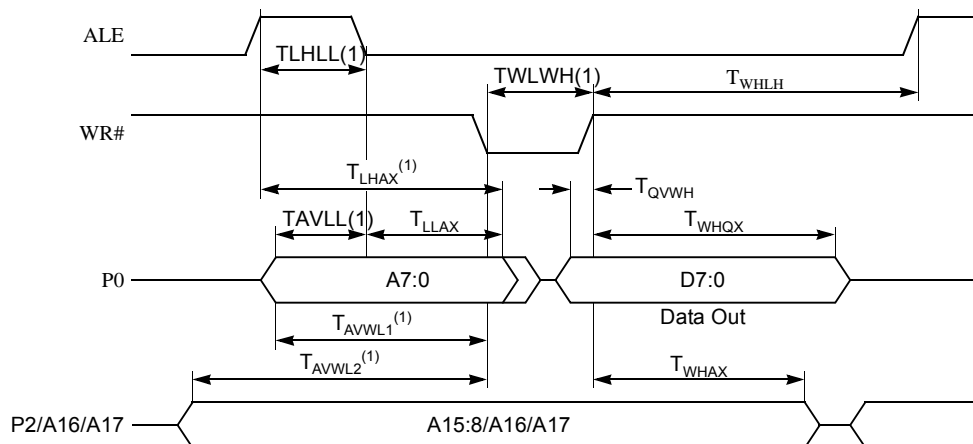 ALE
TLHLL(1)
TWLWH(1)
TWHLH
WR#
TLHAX(1)
TQVWH
TAVLL(1)
TLLAX
TWHQX
P0
A7:0
D7:0
Data Out
TAVWL1(1)
TAVWL2(1)
TWHAX
P2/A16/A17
A15:8/A16/A17